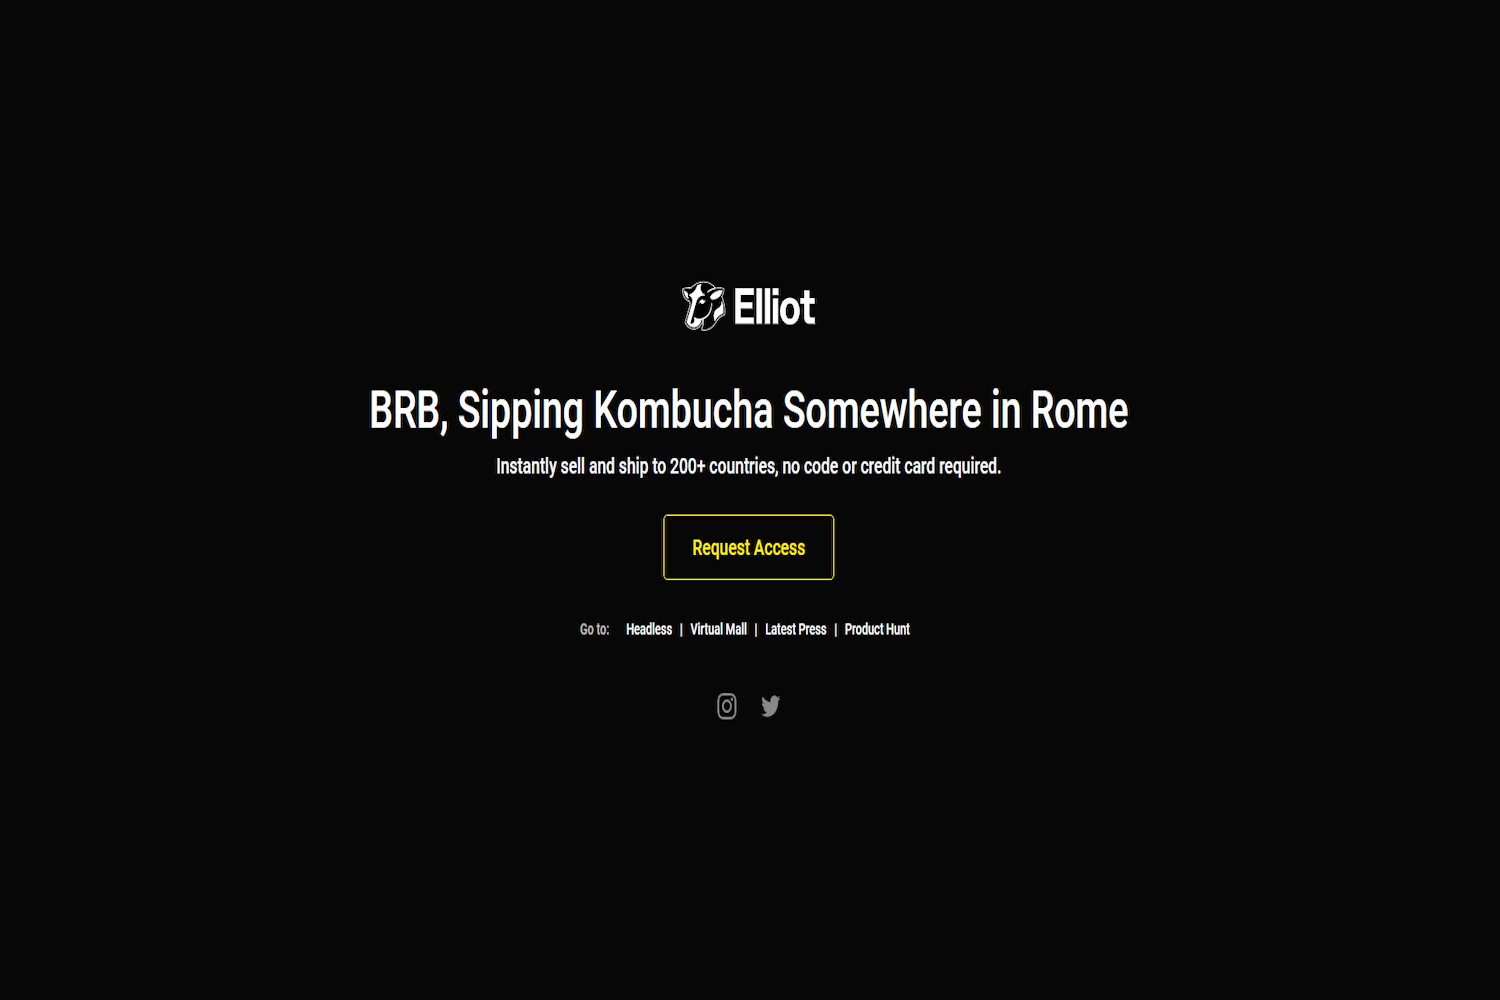 Elliot
BRB, Sipping Kombucha Somewhere in Rome
Instantly sell and ship to 200+ countries, no code or credit card required.
Request Access
Go to: Headless | Virtual Mall | Latest Press | Product Hunt